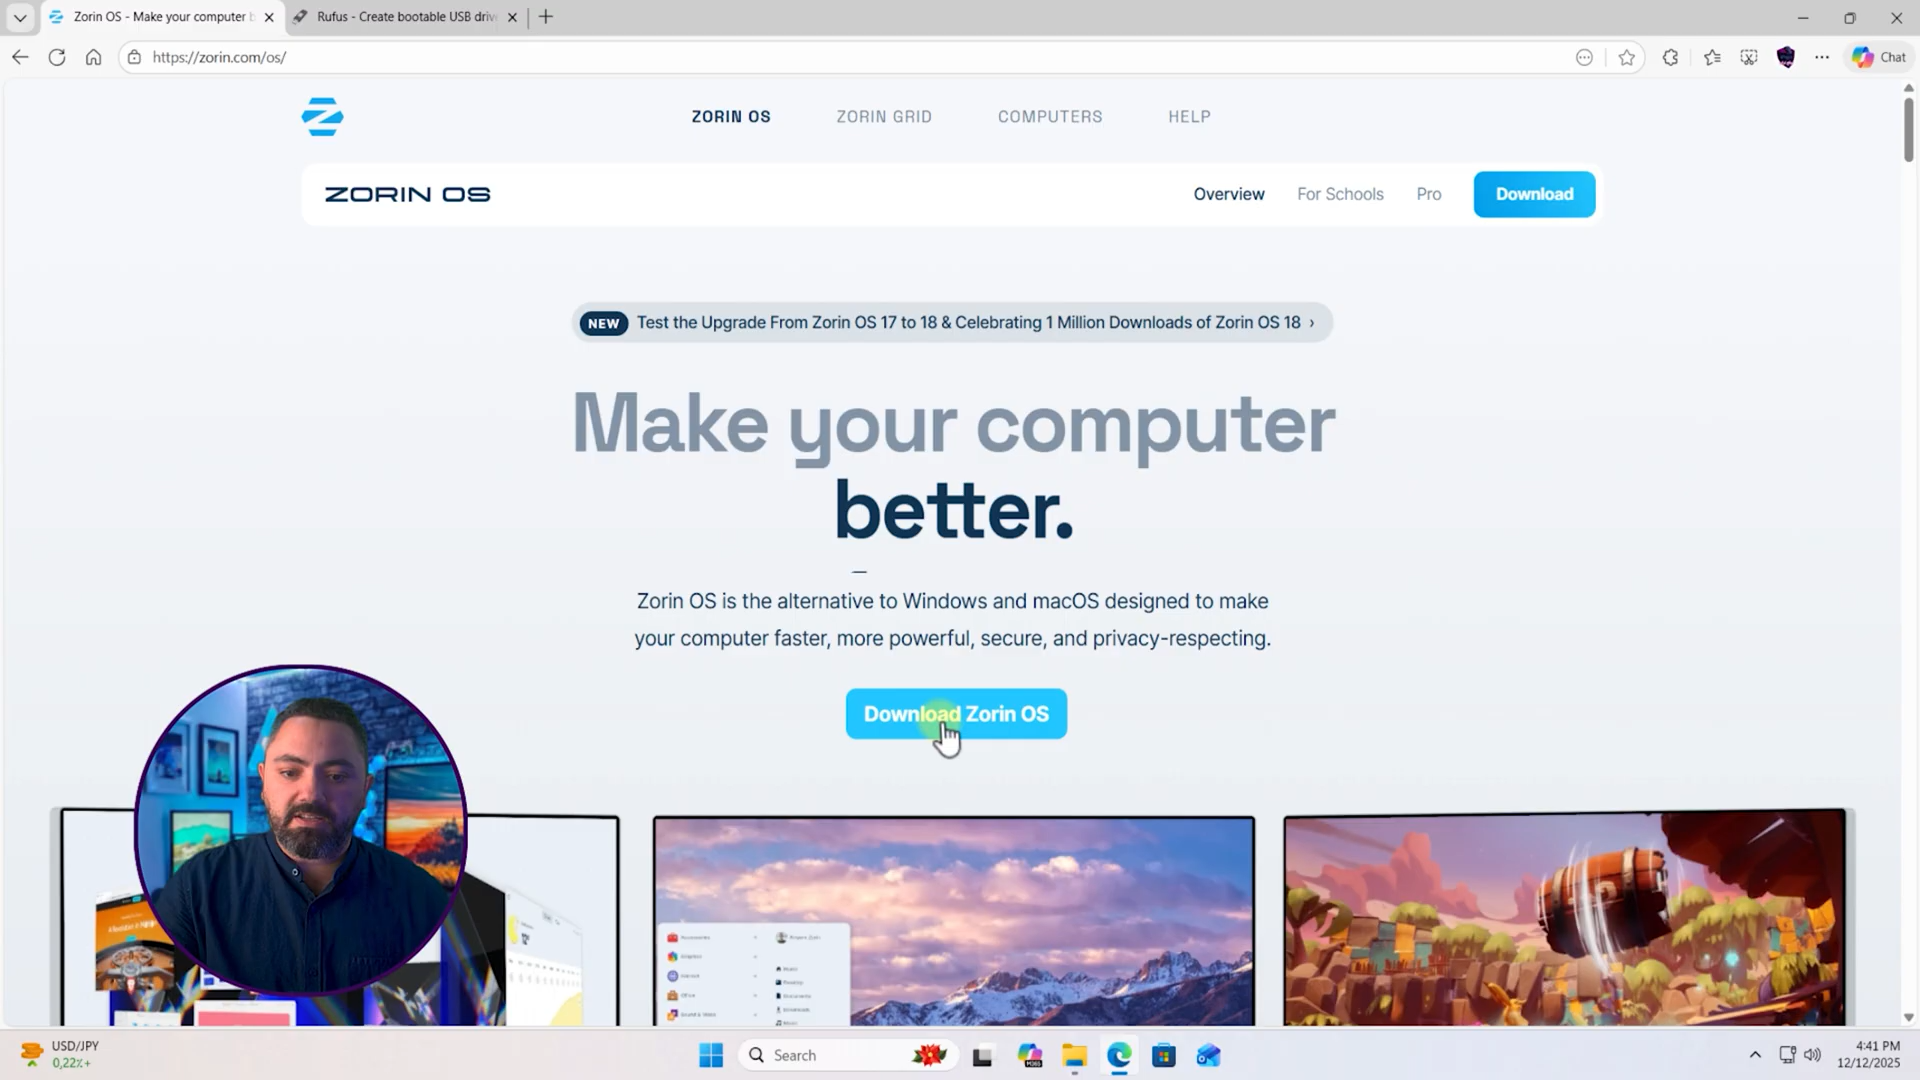 Zorin OS - Make your computer b
Rufus - Create bootable USB driv
https://zorin.com/os/
Chat
ZORIN OS
ZORIN GRID
COMPUTERS
HELP
ZORIN OS
Overview
For Schools
Pro
Download
NEW Test the Upgrade From Zorin OS 17 to 18 & Celebrating 1 Million Downloads of Zorin OS 18 ›
Make your computer
better.
Zorin OS is the alternative to Windows and macOS designed to make
your computer faster, more powerful, secure, and privacy-respecting.
Download Zorin OS
USD/JPY
0,22%+
Search
4:41 PM
12/12/2025